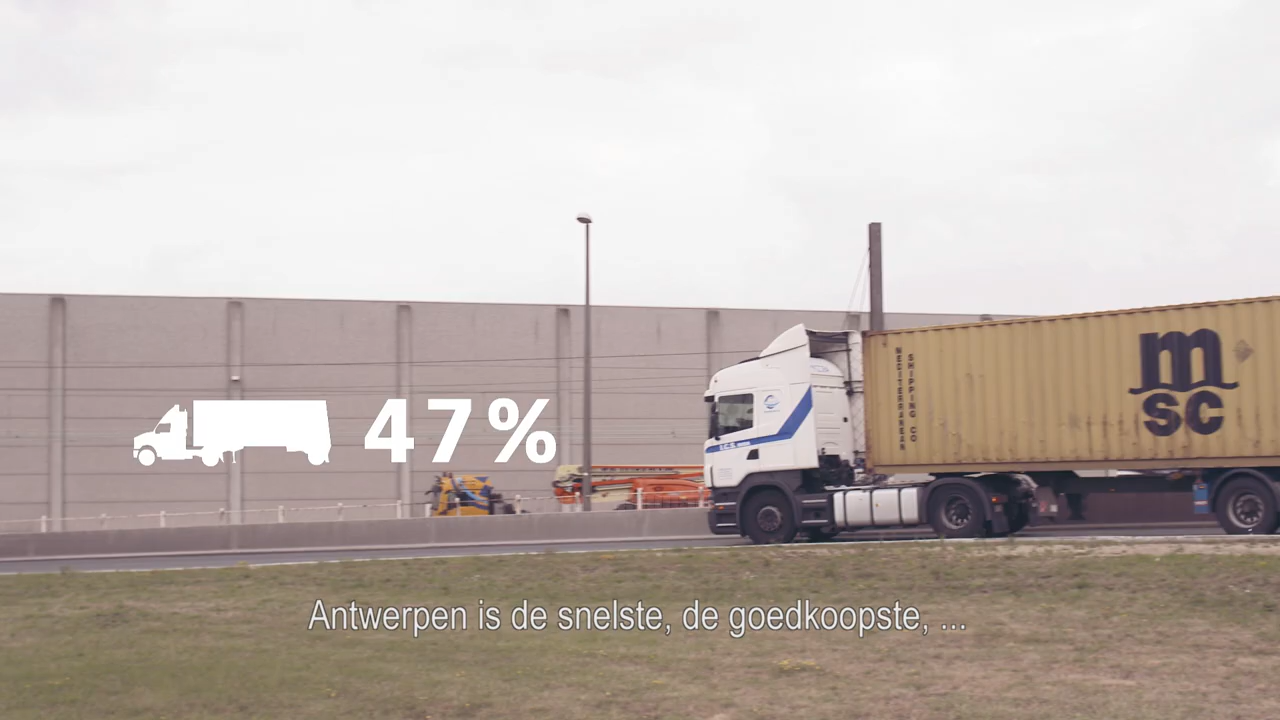 47%
MEDITERRANEAN
SHIPPING CO
msc
Antwerpen is de snelste, de goedkoopste, ...